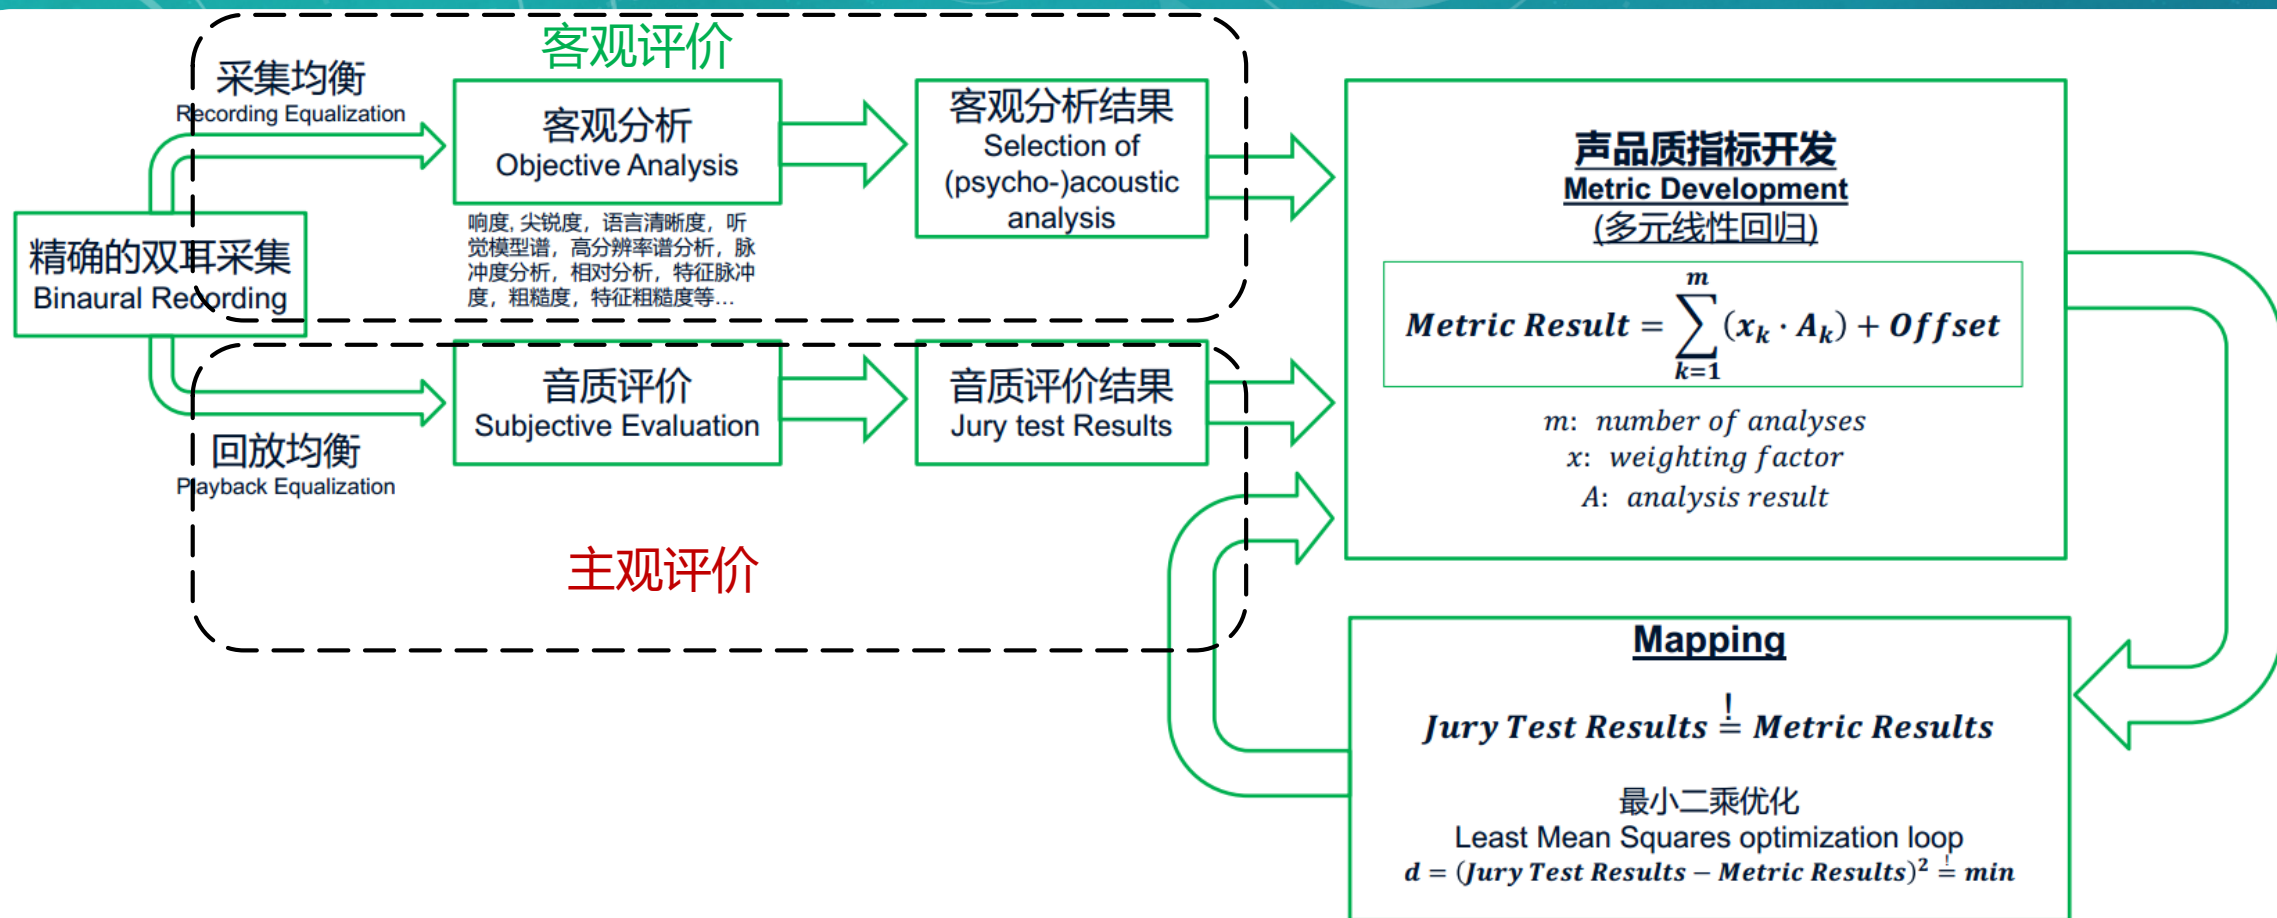 客观评价
采集均衡
Recording Equalization
客观分析
Objective Analysis
响度, 尖锐度，语言清晰度，听
觉模型谱，高分辨率谱分析，脉
冲度分析，相对分析，特征脉冲
度，粗糙度，特征粗糙度等…
客观分析结果
Selection of
(psycho-)acoustic
analysis
精确的双耳采集
Binaural Recording
音质评价
Subjective Evaluation
音质评价结果
Jury test Results
回放均衡
Playback Equalization
主观评价
声品质指标开发
Metric Development
(多元线性回归)
Metric Result = ∑_{k=1}^{m} (x_k · A_k) + Offset
m: number of analyses
x: weighting factor
A: analysis result
Mapping
Jury Test Results =! Metric Results
最小二乘优化
Least Mean Squares optimization loop
d = (Jury Test Results − Metric Results)² =! min